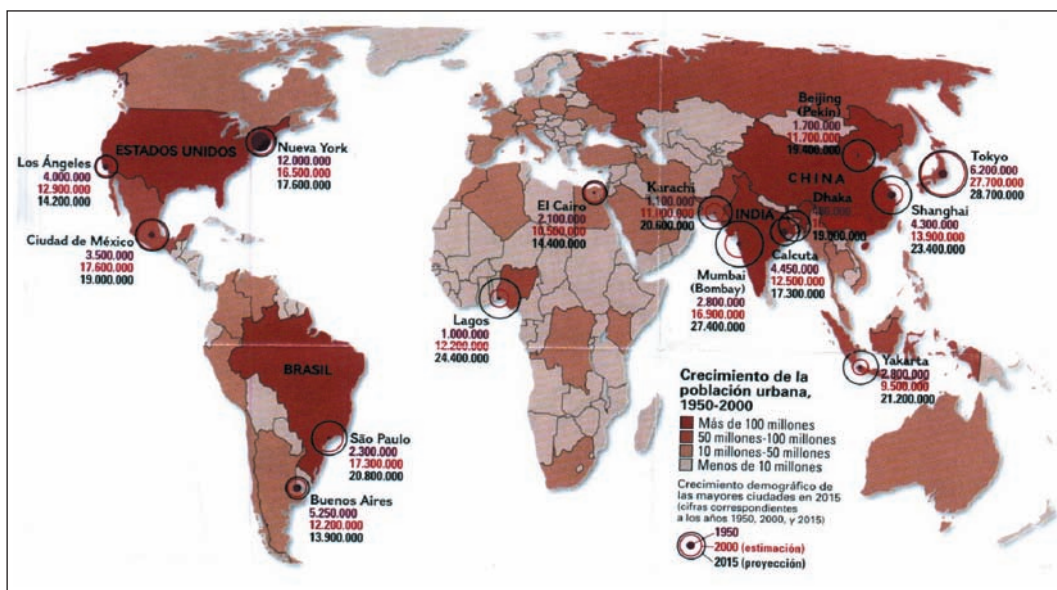 ESTADOS UNIDOS
Nueva York
12.000.000
16.500.000
17.600.000
Los Ángeles
4.000.000
12.900.000
14.200.000
Ciudad de México
3.500.000
17.600.000
19.000.000
BRASIL
São Paulo
2.300.000
17.300.000
20.800.000
Buenos Aires
5.250.000
12.200.000
13.900.000
El Cairo
2.100.000
10.500.000
14.400.000
Lagos
1.000.000
12.200.000
24.400.000
Karachi
1.100.000
11.000.000
20.600.000
INDIA
Mumbai
(Bombay)
2.800.000
16.900.000
27.400.000
Beijing
(Pekín)
1.700.000
11.700.000
19.400.000
CHINA
Dhaka
19.000.000
Calcuta
4.450.000
12.500.000
17.300.000
Tokyo
6.200.000
27.700.000
28.700.000
Shanghai
4.300.000
13.900.000
23.400.000
Yakarta
2.800.000
9.500.000
21.200.000
Crecimiento de la
población urbana,
1950-2000
Más de 100 millones
50 millones-100 millones
10 millones-50 millones
Menos de 10 millones
Crecimiento demográfico de
las mayores ciudades en 2015
(cifras correspondientes
a los años 1950, 2000, y 2015)
1950
2000 (estimación)
2015 (proyección)